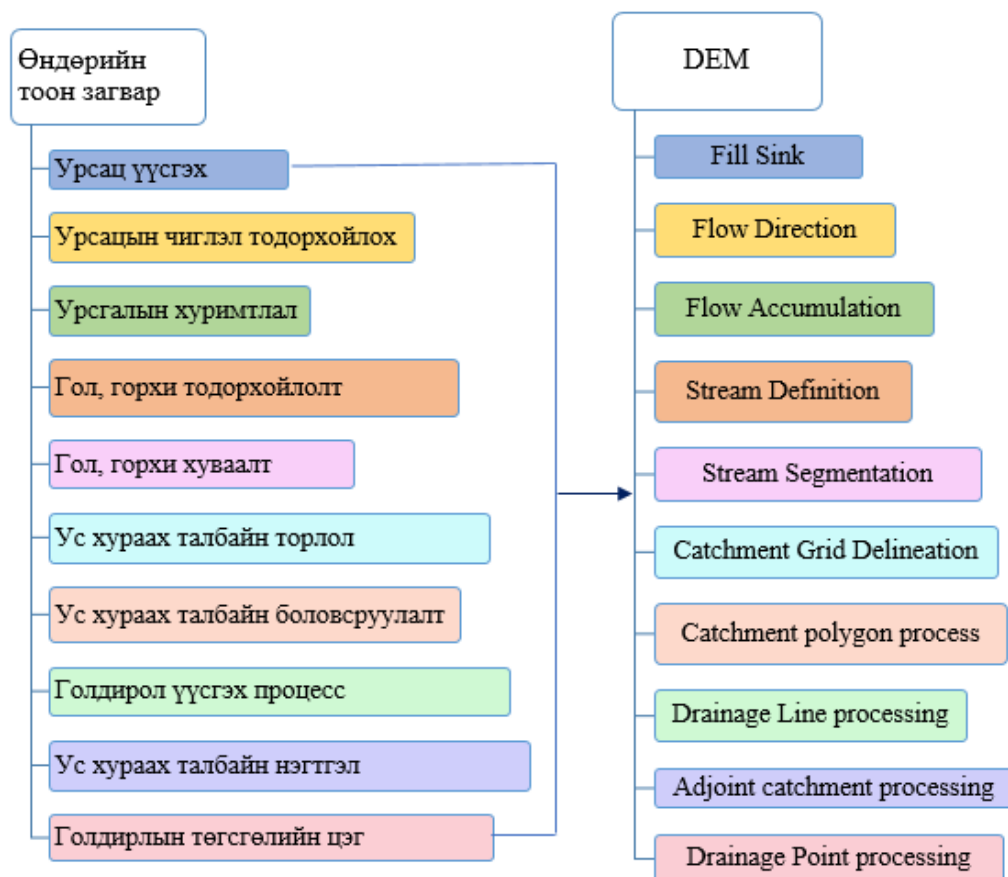 Өндөрийн
тоон загвар
Урсац үүсгэх
Урсацын чиглэл тодорхойлох
Урсгалын хуримтлал
Гол, горхи тодорхойлолт
Гол, горхи хуваалт
Ус хураах талбайн торлол
Ус хураах талбайн боловсруулалт
Голдирол үүсгэх процесс
Ус хураах талбайн нэгтгэл
Голдирлын төгсгөлийн цэг
DEM
Fill Sink
Flow Direction
Flow Accumulation
Stream Definition
Stream Segmentation
Catchment Grid Delineation
Catchment polygon process
Drainage Line processing
Adjoint catchment processing
Drainage Point processing